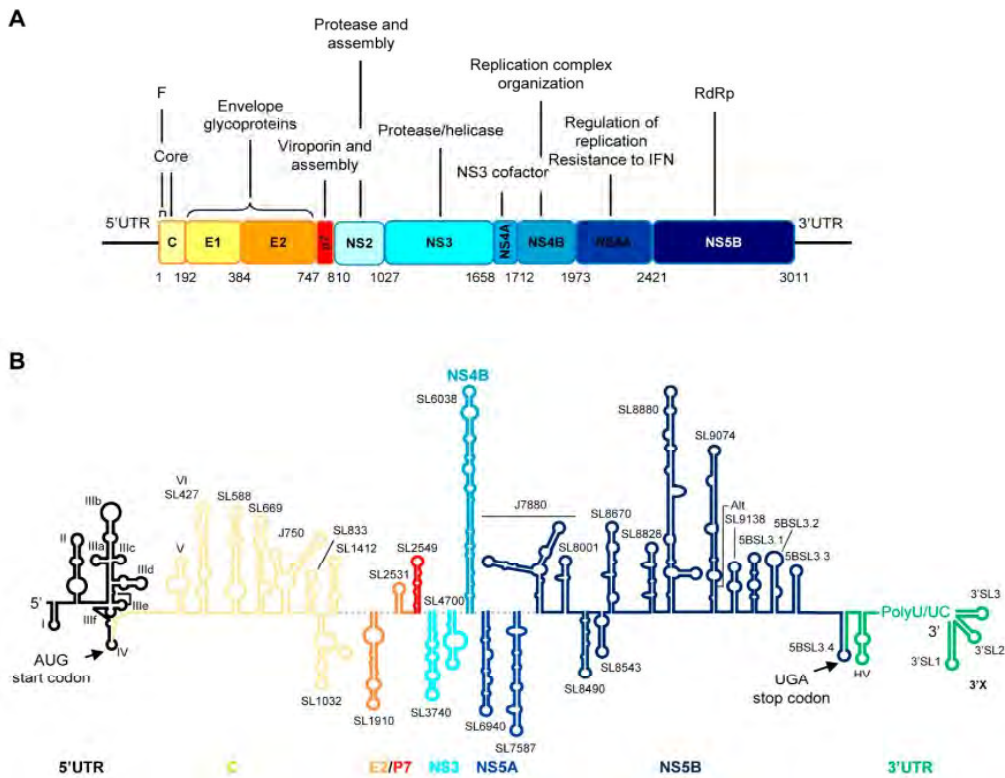 A
Protease and
assembly
Replication complex
organization
F
RdRp
Envelope
glycoproteins
Regulation of
replication
Resistance to IFN
Protease/helicase
Viroporin and
assembly
Core
NS3 cofactor
5'UTR
3'UTR
C
E1
E2
p7
NS2
NS3
NS4A
NS4B
NS5A
NS5B
1 192 384 747 810 1027 1658 1712 1973 2421 3011
B
NS4B
SL6038
SL8880
SL9074
VI
SL427
SL588
SL669
IIIb
J7880
II
J750
SL833
SL1412
SL8670
Alt
SL9138
5BSL3.2
5BSL3.1
5BSL3.3
IIIa
IIIc
V
SL2549
SL8001
SL8828
IIId
SL2531
5'
IIIe
SL4700
3'SL3
PolyU/UC
I
IIIf
3'
3'SL2
IV
AUG
start codon
5BSL3.4
SL8543
3'SL1
HV
UGA
stop codon
3'X
SL1032
SL8490
SL1910
SL3740
SL6940
SL7587
5'UTR
C
E2/P7
NS3
NS5A
NS5B
3'UTR